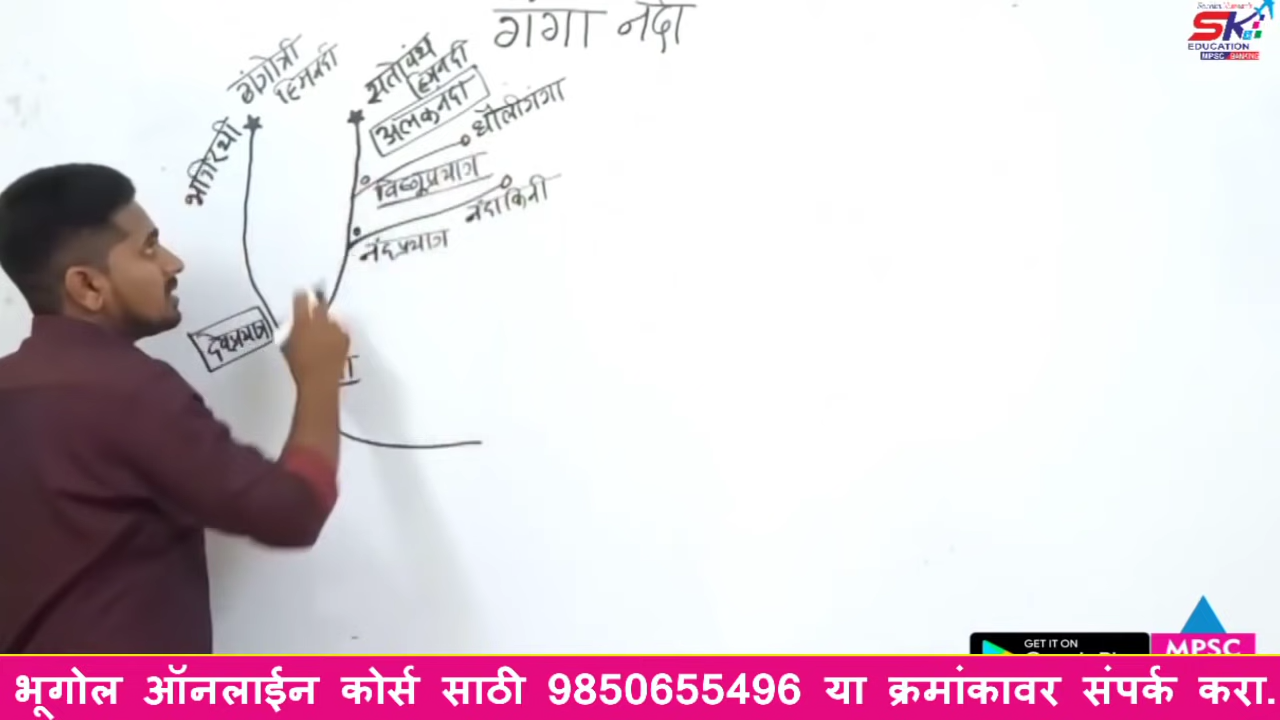 गंगा नदी
गंगोत्री
हिमनदी
भागिरथी
सतोपंथ
हिमनदी
अलकनंदा
धौलीगंगा
विष्णूप्रयाग
नंदाकिनी
नंदप्रयाग
देवप्रयाग
SK
EDUCATION
MPSC BANKING
GET IT ON
MPSC
भूगोल ऑनलाईन कोर्स साठी 9850655496 या क्रमांकावर संपर्क करा.